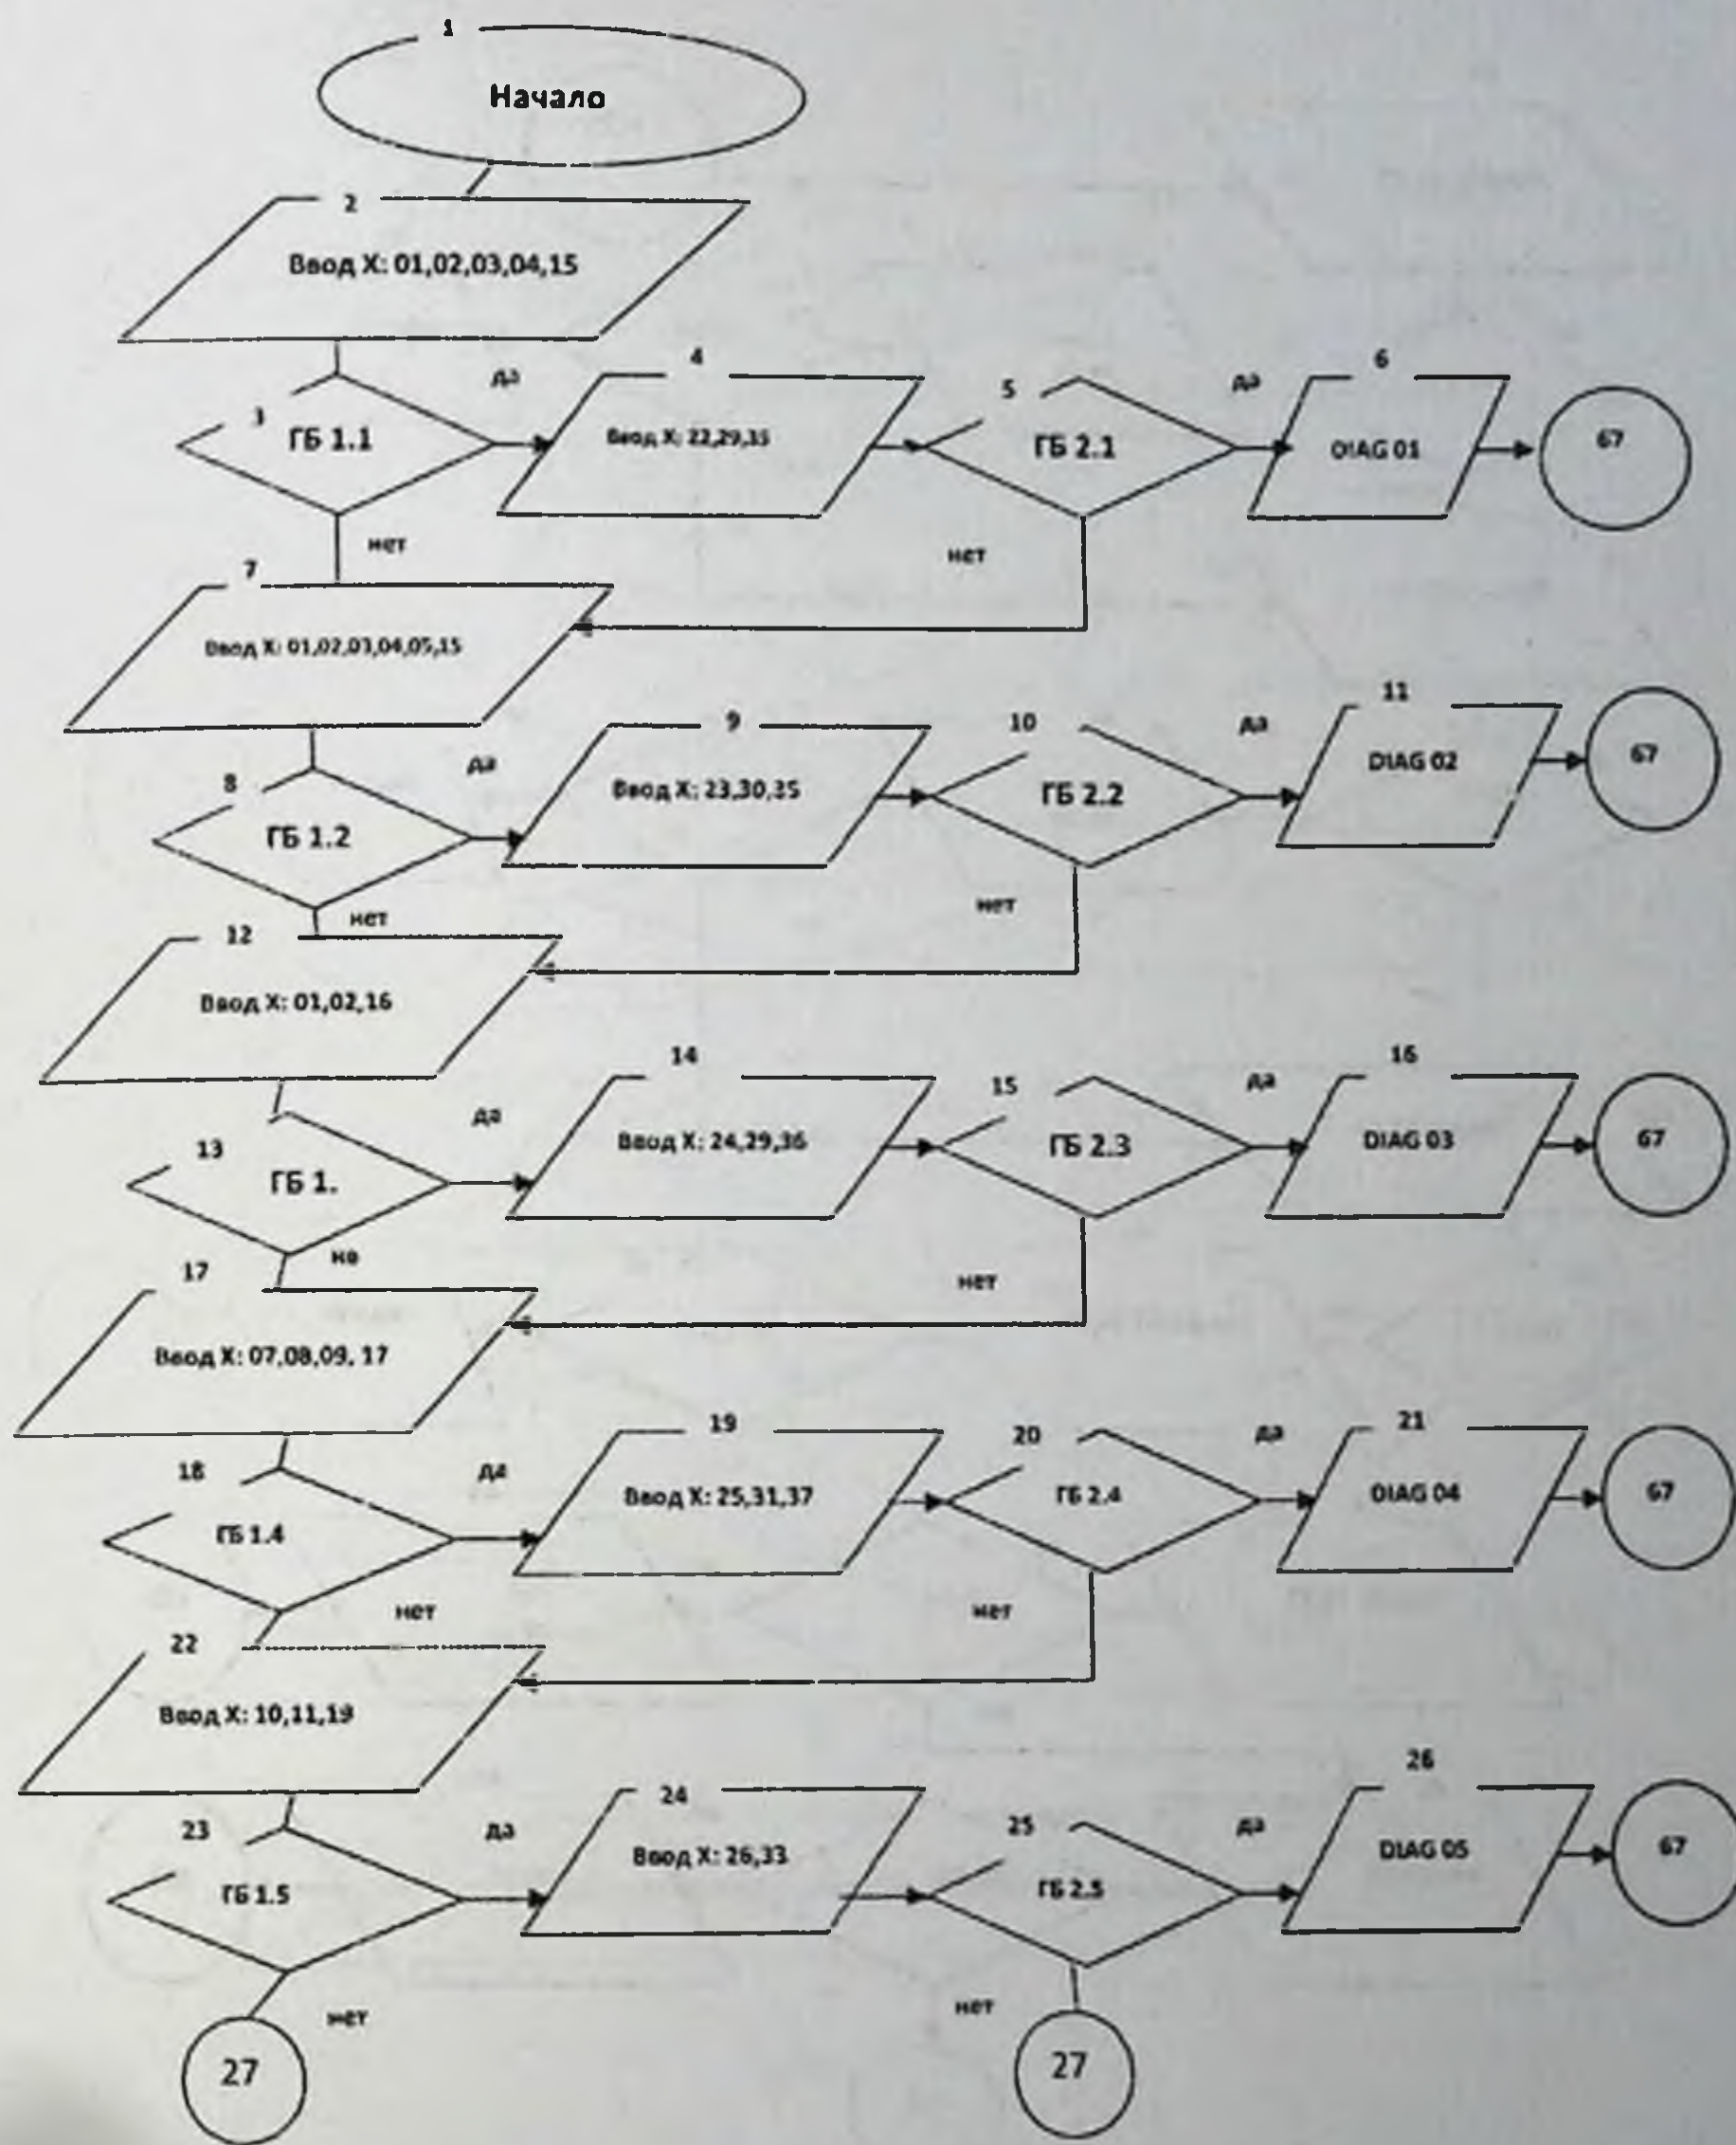 1
Начало
2
Ввод X: 01,02,03,04,15
да
4
6
3
ГБ 1.1
Ввод X: 22,29,35
5
ГБ 2.1
да
DIAG 01
67
нет
нет
7
Ввод X: 01,02,03,04,05,15
8
да
9
10
да
11
ГБ 1.2
Ввод X: 23,30,35
ГБ 2.2
DIAG 02
67
нет
нет
12
Ввод X: 01,02,16
13
да
14
15
да
16
ГБ 1.
Ввод X: 24,29,36
ГБ 2.3
DIAG 03
67
не
нет
17
Ввод X: 07,08,09, 17
18
да
19
20
да
21
ГБ 1.4
Ввод X: 25,31,37
ГБ 2.4
DIAG 04
67
нет
нет
22
Ввод X: 10,11,19
23
да
24
25
да
26
ГБ 1.5
Ввод X: 26,33
ГБ 2.5
DIAG 05
67
нет
нет
27
27